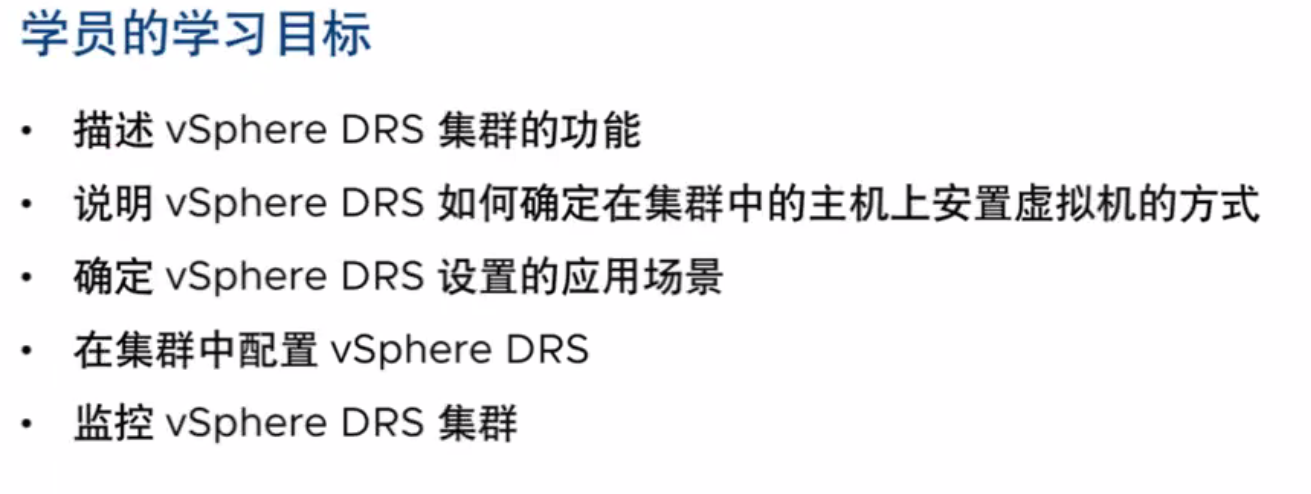 学员的学习目标
• 描述 vSphere DRS 集群的功能
• 说明 vSphere DRS 如何确定在集群中的主机上安置虚拟机的方式
• 确定 vSphere DRS 设置的应用场景
• 在集群中配置 vSphere DRS
• 监控 vSphere DRS 集群